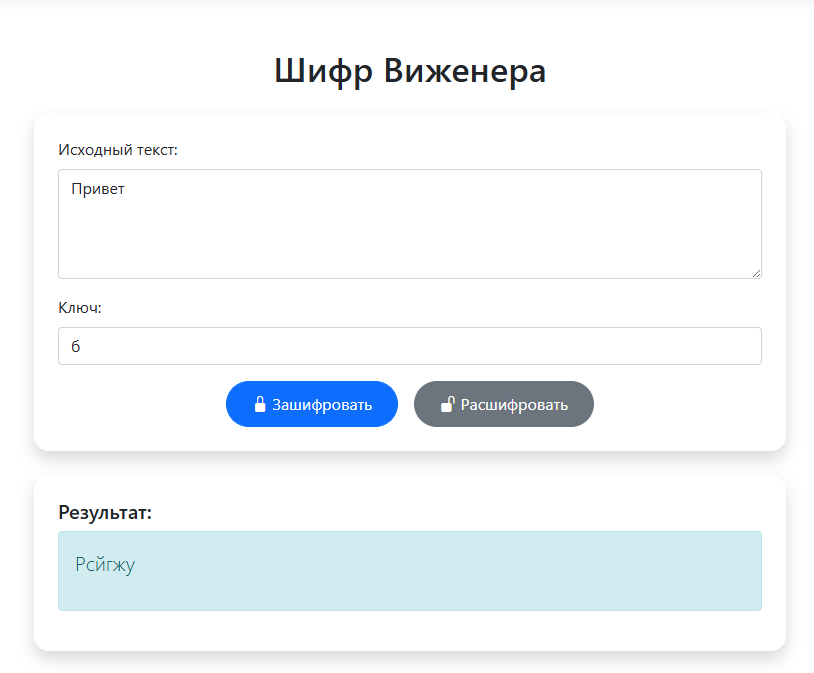 Шифр Виженера
Исходный текст:
Привет
Ключ:
б
Зашифровать
Расшифровать
Результат:
Рсйгжу